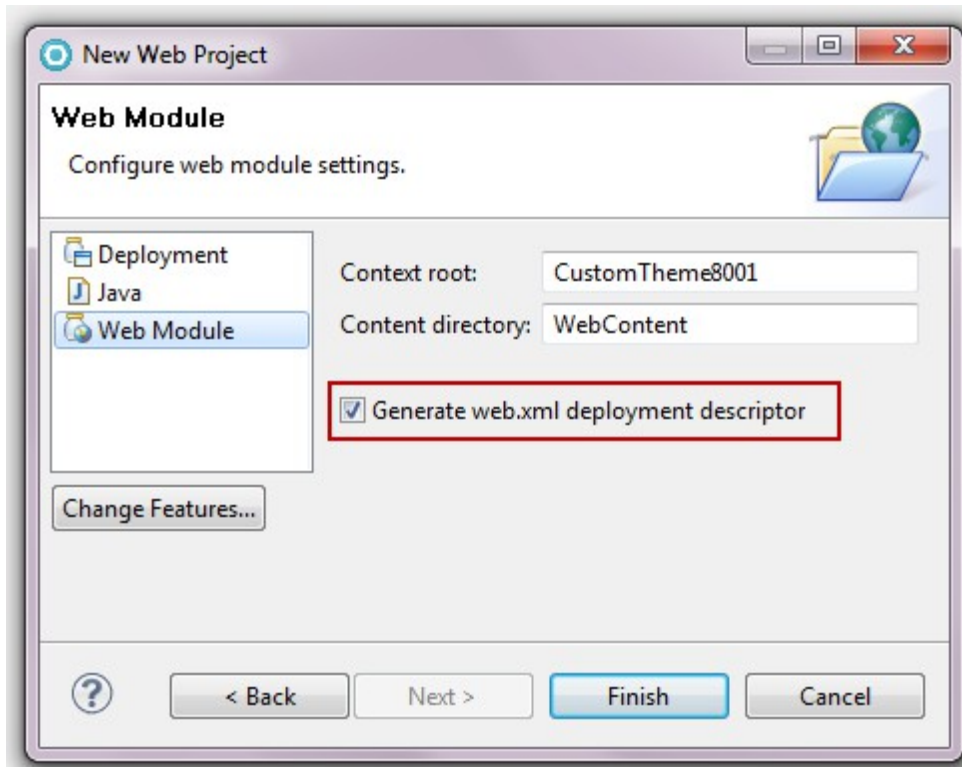 New Web Project
Web Module
Configure web module settings.
Deployment
Java
Web Module
Change Features...
Context root: CustomTheme8001
Content directory: WebContent
Generate web.xml deployment descriptor
? < Back Next > Finish Cancel